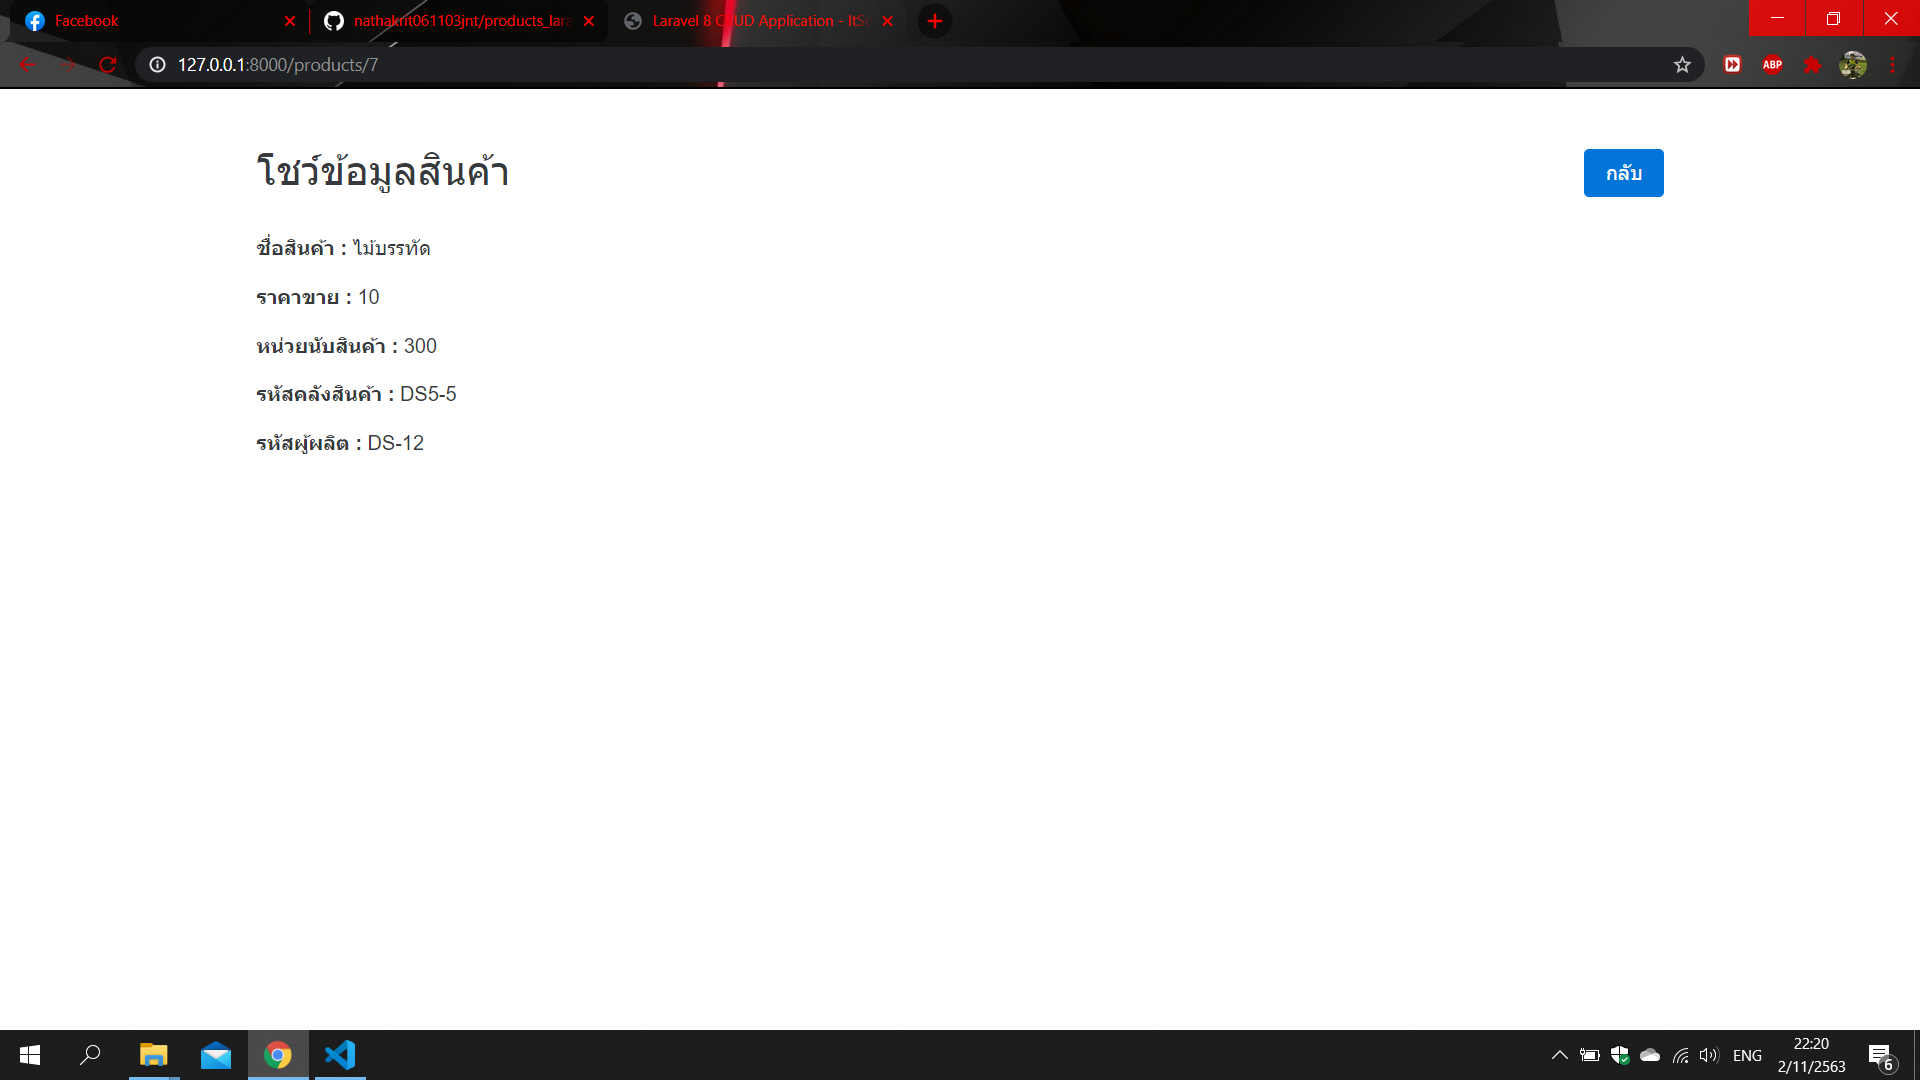 Facebook
nathakrit061103jnt/products_lara
Laravel 8 CRUD Application - ItSo
127.0.0.1:8000/products/7
ABP
โชว์ข้อมูลสินค้า
กลับ
ชื่อสินค้า : ไม้บรรทัด
ราคาขาย : 10
หน่วยนับสินค้า : 300
รหัสคลังสินค้า : DS5-5
รหัสผู้ผลิต : DS-12
ENG
22:20
2/11/2563
6